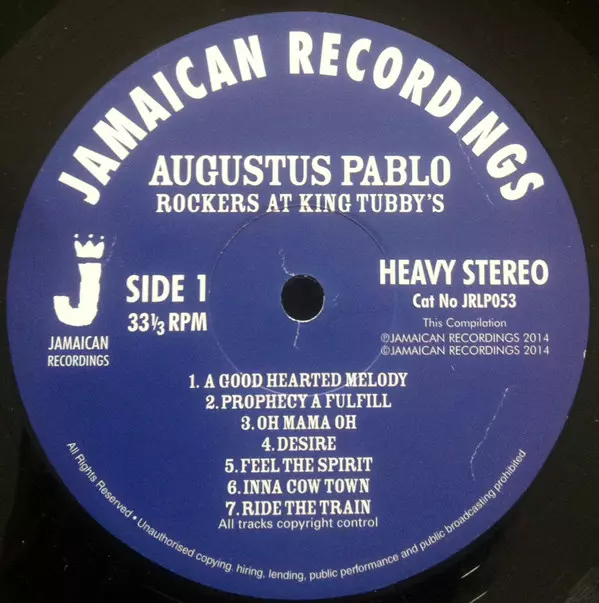 JAMAICAN RECORDINGS
AUGUSTUS PABLO
ROCKERS AT KING TUBBY'S
J
JAMAICAN
RECORDINGS
SIDE 1
33⅓ RPM
HEAVY STEREO
Cat No JRLP053
This Compilation
℗JAMAICAN RECORDINGS 2014
©JAMAICAN RECORDINGS 2014
1. A GOOD HEARTED MELODY
2. PROPHECY A FULFILL
3. OH MAMA OH
4. DESIRE
5. FEEL THE SPIRIT
6. INNA COW TOWN
7. RIDE THE TRAIN
All tracks copyright control
All Rights Reserved • Unauthorised copying, hiring, lending, public performance and public broadcasting prohibited